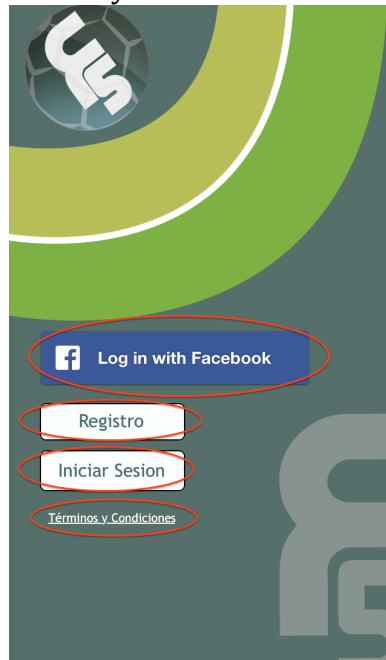 Log in with Facebook
Registro
Iniciar Sesion
Términos y Condiciones